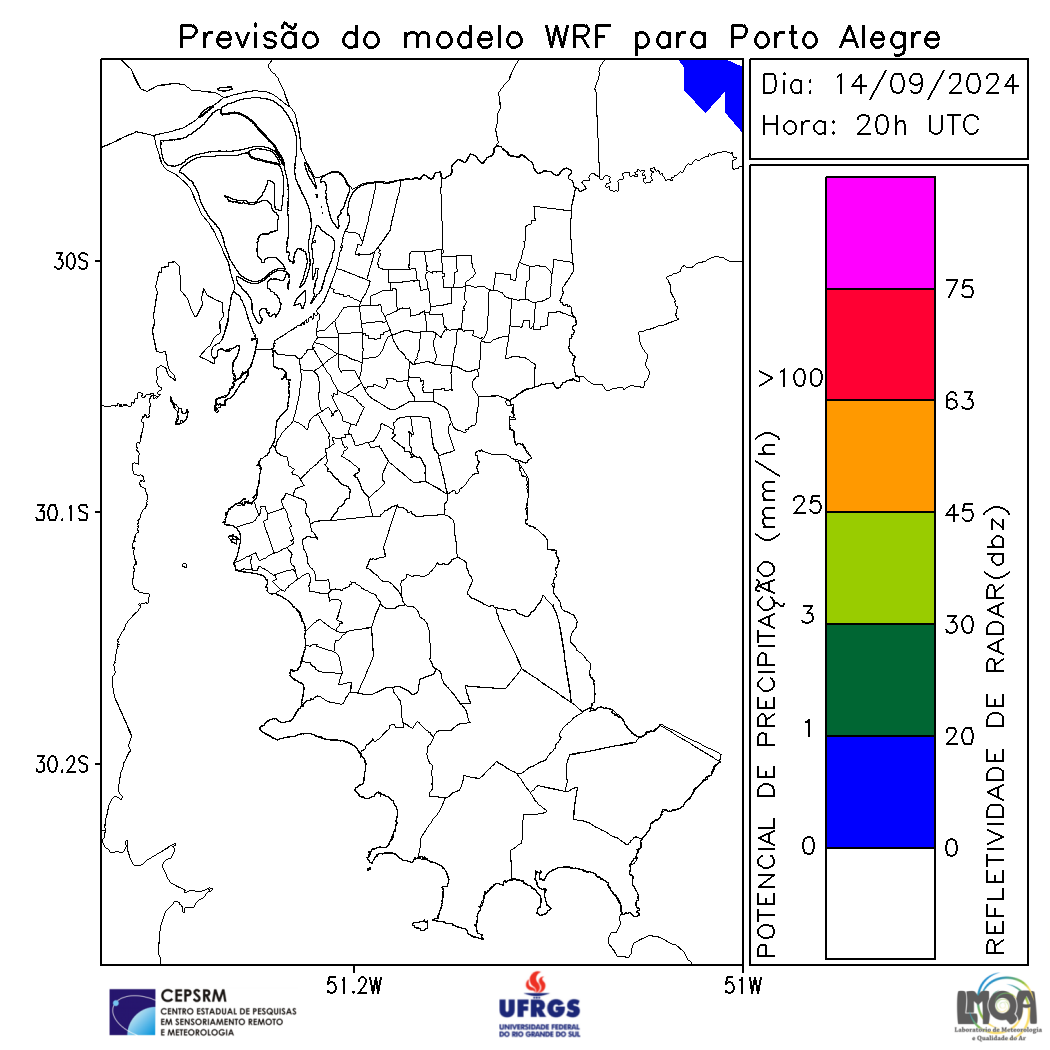 Previsão do modelo WRF para Porto Alegre
Dia: 14/09/2024
Hora: 20h UTC
30S
30.1S
30.2S
51.2W
51W
POTENCIAL DE PRECIPITAÇÃO (mm/h)
>100
25
3
1
0
75
63
45
30
20
0
REFLETIVIDADE DE RADAR(dbz)
CEPSRM
CENTRO ESTADUAL DE PESQUISAS
EM SENSORIAMENTO REMOTO
E METEOROLOGIA
UFRGS
UNIVERSIDADE FEDERAL
DO RIO GRANDE DO SUL
LMQA
Laboratório de Meteorologia
e Qualidade do Ar